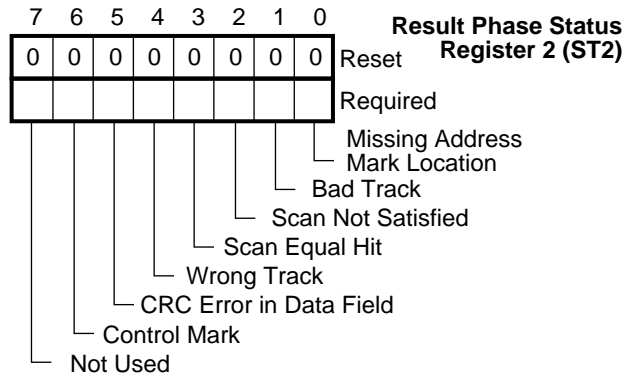 7 6 5 4 3 2 1 0
Result Phase Status
Register 2 (ST2)
0 0 0 0 0 0 0 0 Reset
Required
Missing Address
Mark Location
Bad Track
Scan Not Satisfied
Scan Equal Hit
Wrong Track
CRC Error in Data Field
Control Mark
Not Used